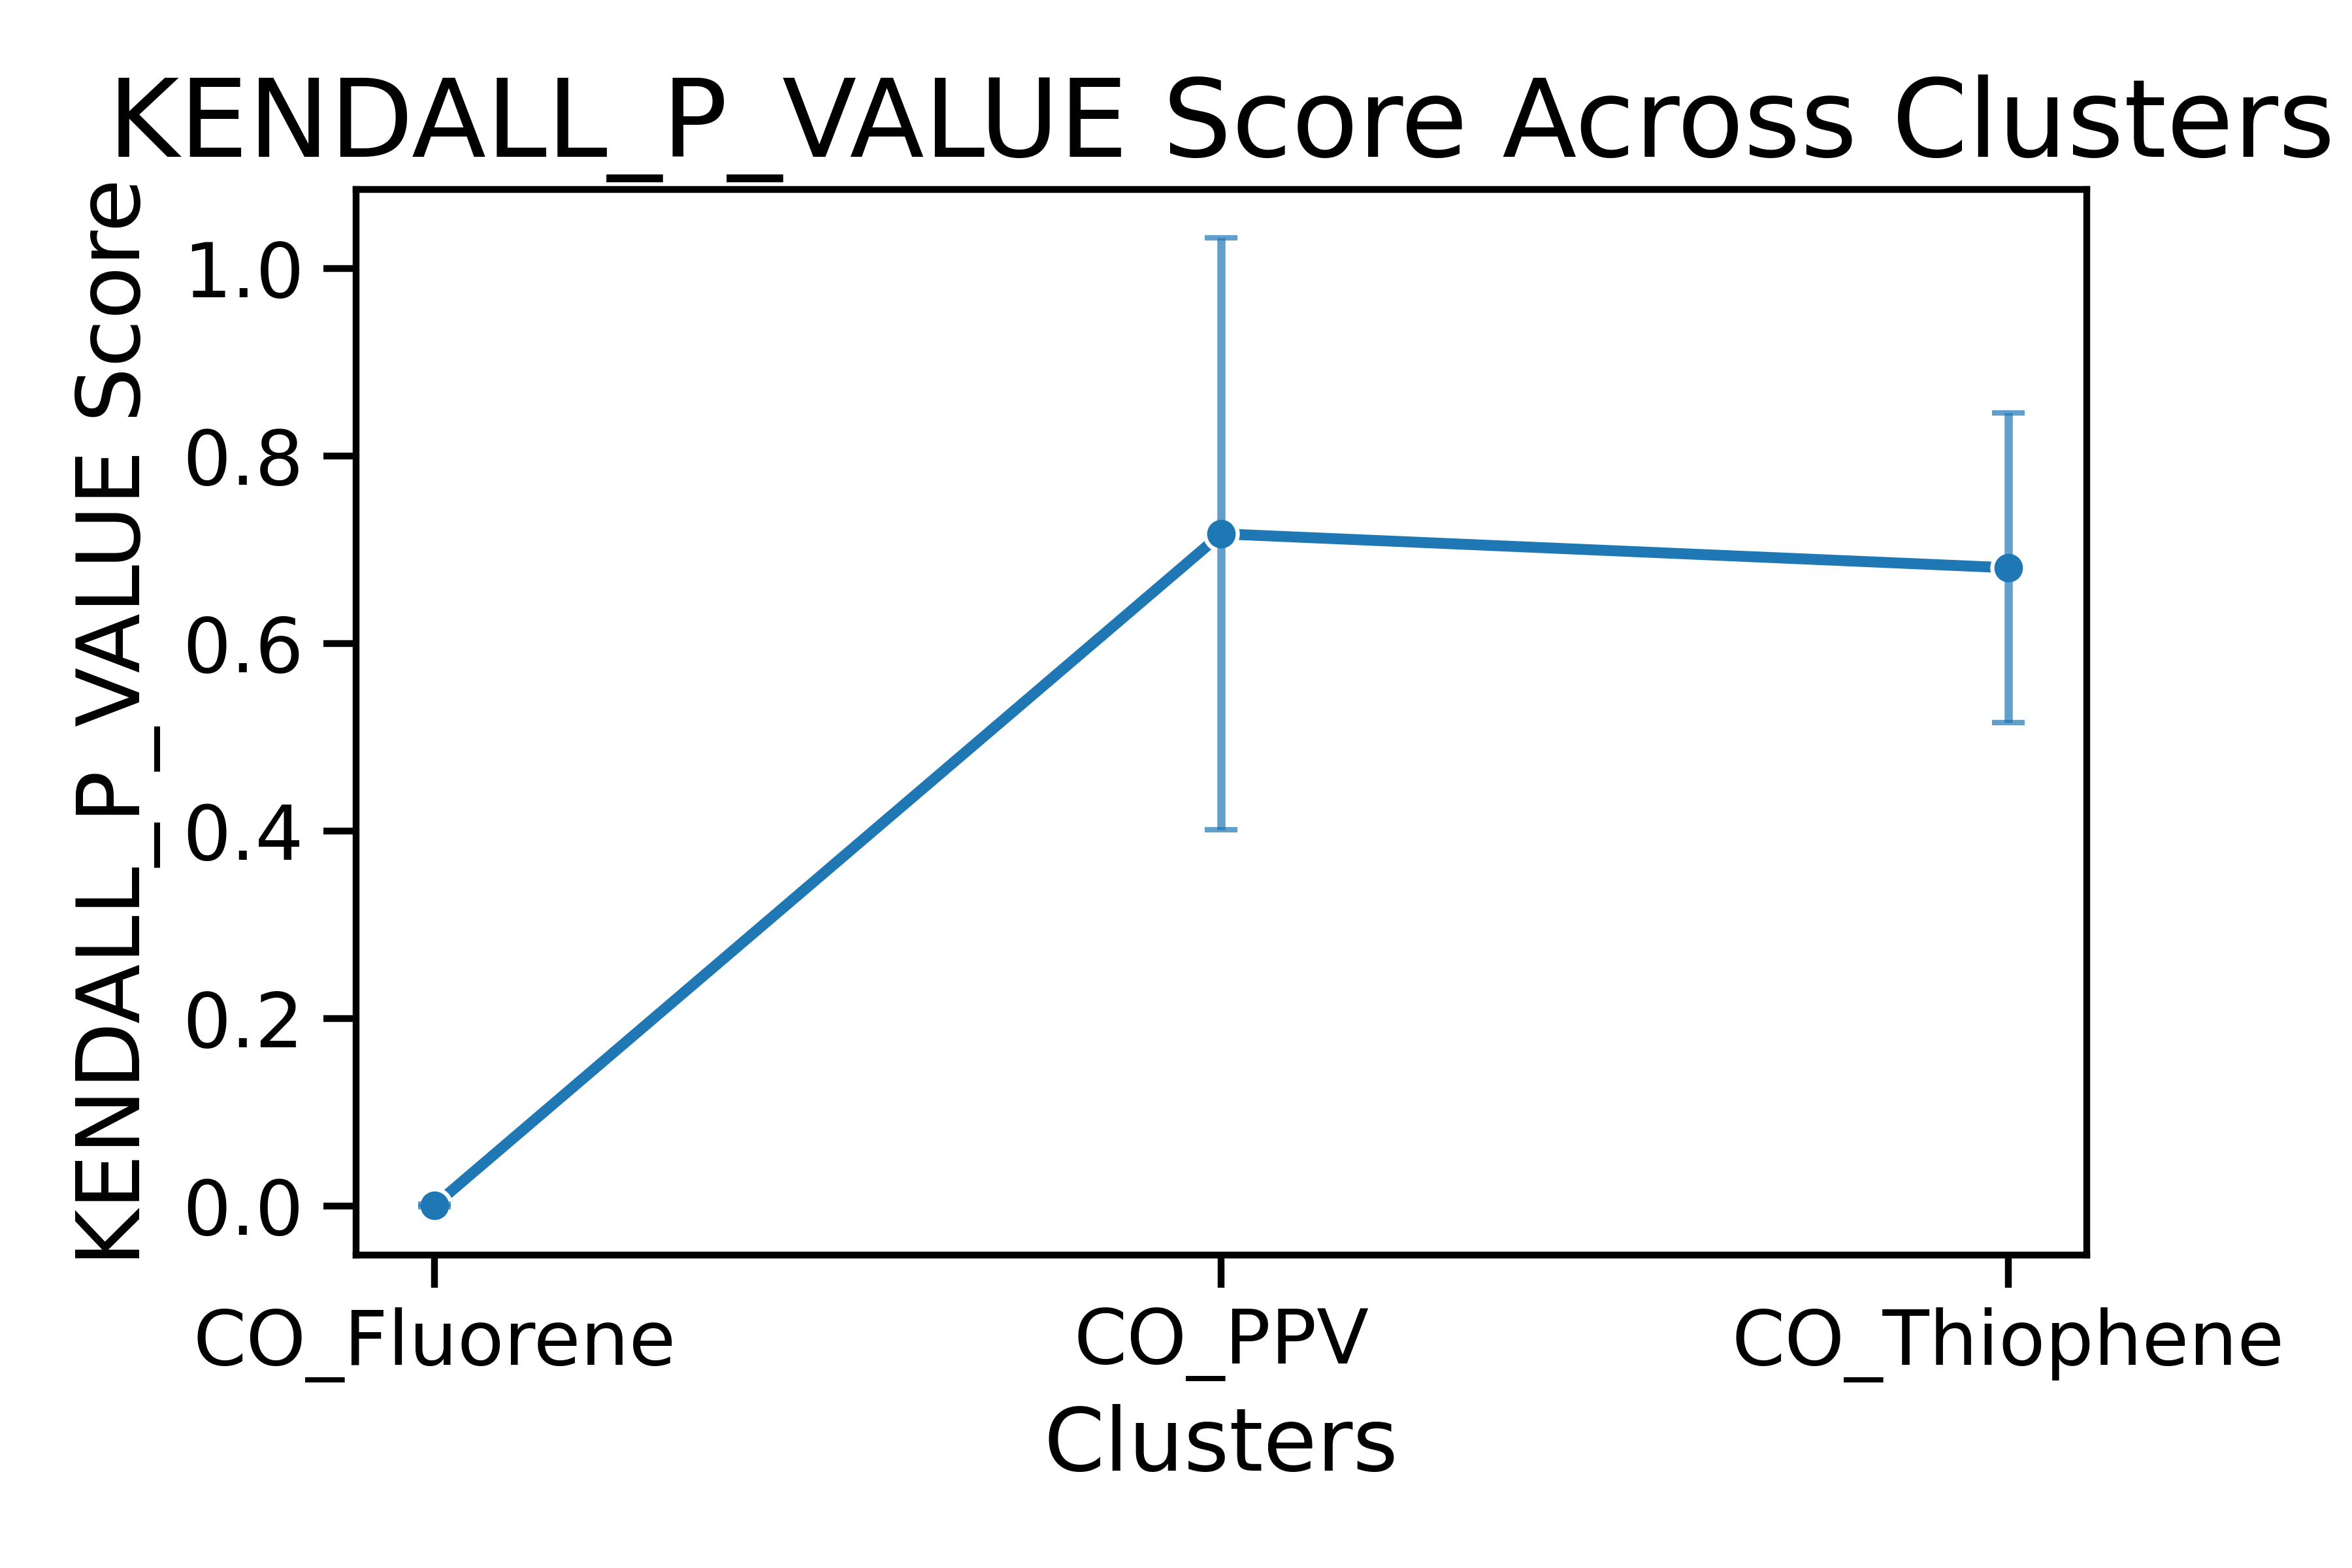 KENDALL_P_VALUE Score Across Clusters
KENDALL_P_VALUE Score
1.0
0.8
0.6
0.4
0.2
0.0
CO_Fluorene CO_PPV CO_Thiophene
Clusters